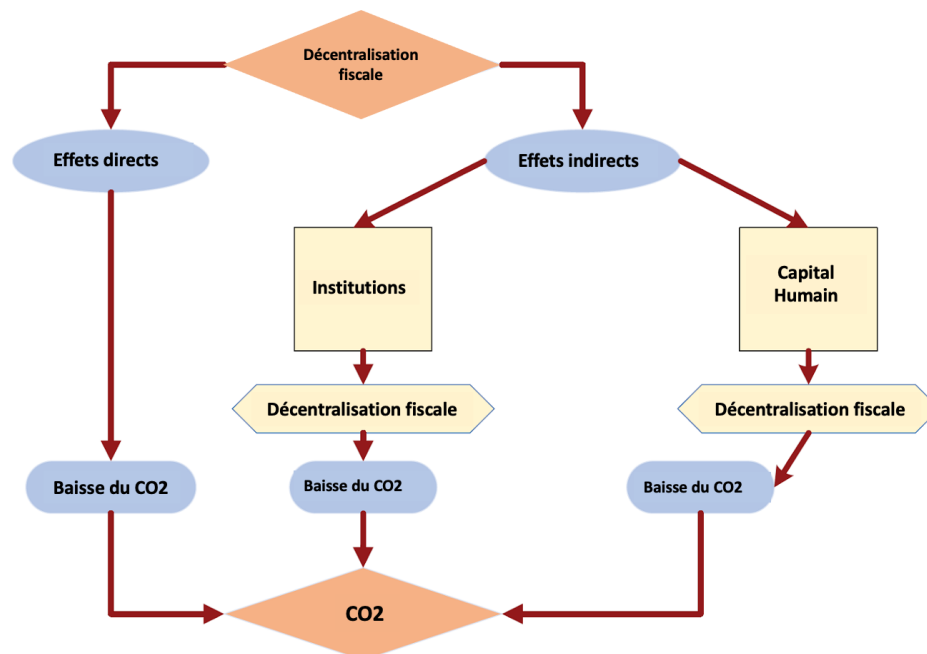 Décentralisation
fiscale
Effets directs
Effets indirects
Institutions
Capital
Humain
Décentralisation fiscale
Décentralisation fiscale
Baisse du CO2
Baisse du CO2
Baisse du CO2
CO2